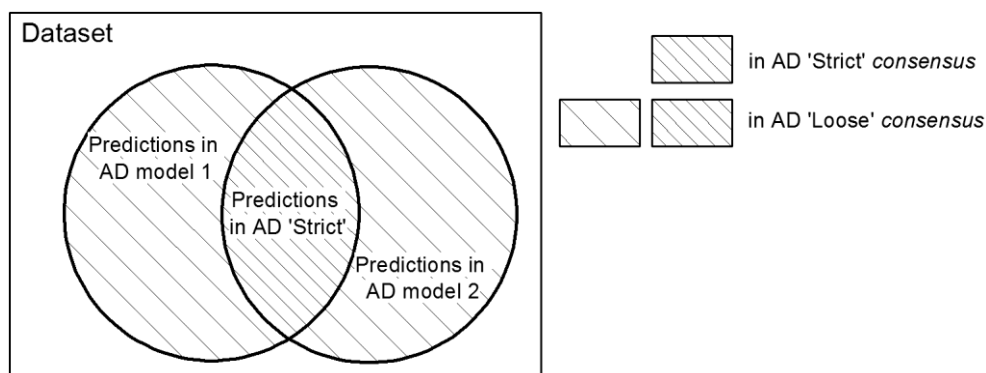 Dataset
Predictions in
AD model 1
Predictions
in AD 'Strict'
Predictions in
AD model 2
in AD 'Strict' consensus
in AD 'Loose' consensus